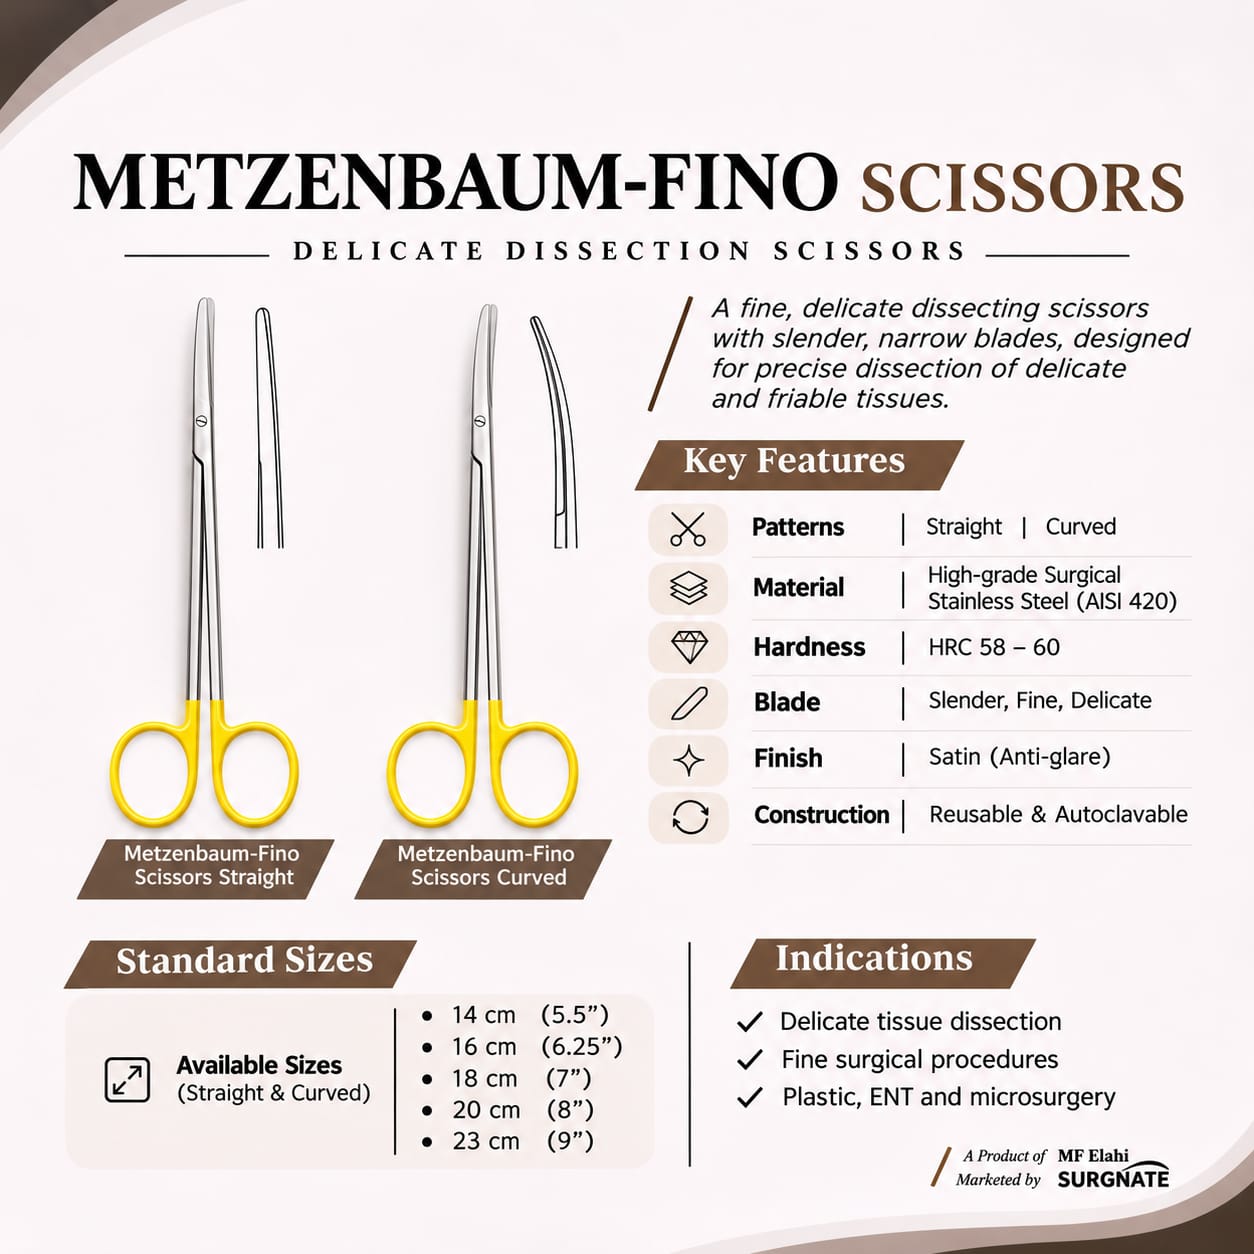 METZENBAUM-FINO SCISSORS
DELICATE DISSECTION SCISSORS
A fine, delicate dissecting scissors
with slender, narrow blades, designed
for precise dissection of delicate
and friable tissues.
Key Features
Patterns | Straight | Curved
Material | High-grade Surgical
Stainless Steel (AISI 420)
Hardness | HRC 58 – 60
Blade | Slender, Fine, Delicate
Finish | Satin (Anti-glare)
Construction | Reusable & Autoclavable
Metzenbaum-Fino
Scissors Straight
Metzenbaum-Fino
Scissors Curved
Standard Sizes
Available Sizes
(Straight & Curved)
• 14 cm (5.5”)
• 16 cm (6.25”)
• 18 cm (7”)
• 20 cm (8”)
• 23 cm (9”)
Indications
✓ Delicate tissue dissection
✓ Fine surgical procedures
✓ Plastic, ENT and microsurgery
A Product of MF Elahi
Marketed by SURGNATE